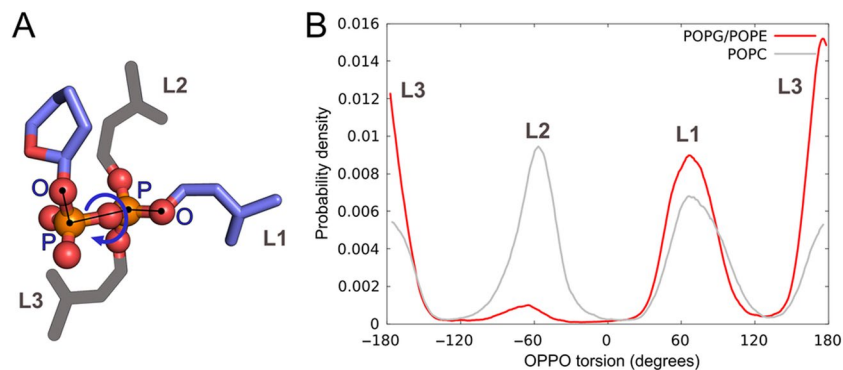 A
L2
O
P
O
P
L1
L3
B
0.016
0.014
0.012
0.01
0.008
0.006
0.004
0.002
0
Probability density
POPG/POPE
POPC
L3
L2
L1
L3
−180
−120
−60
0
60
120
180
OPPO torsion (degrees)